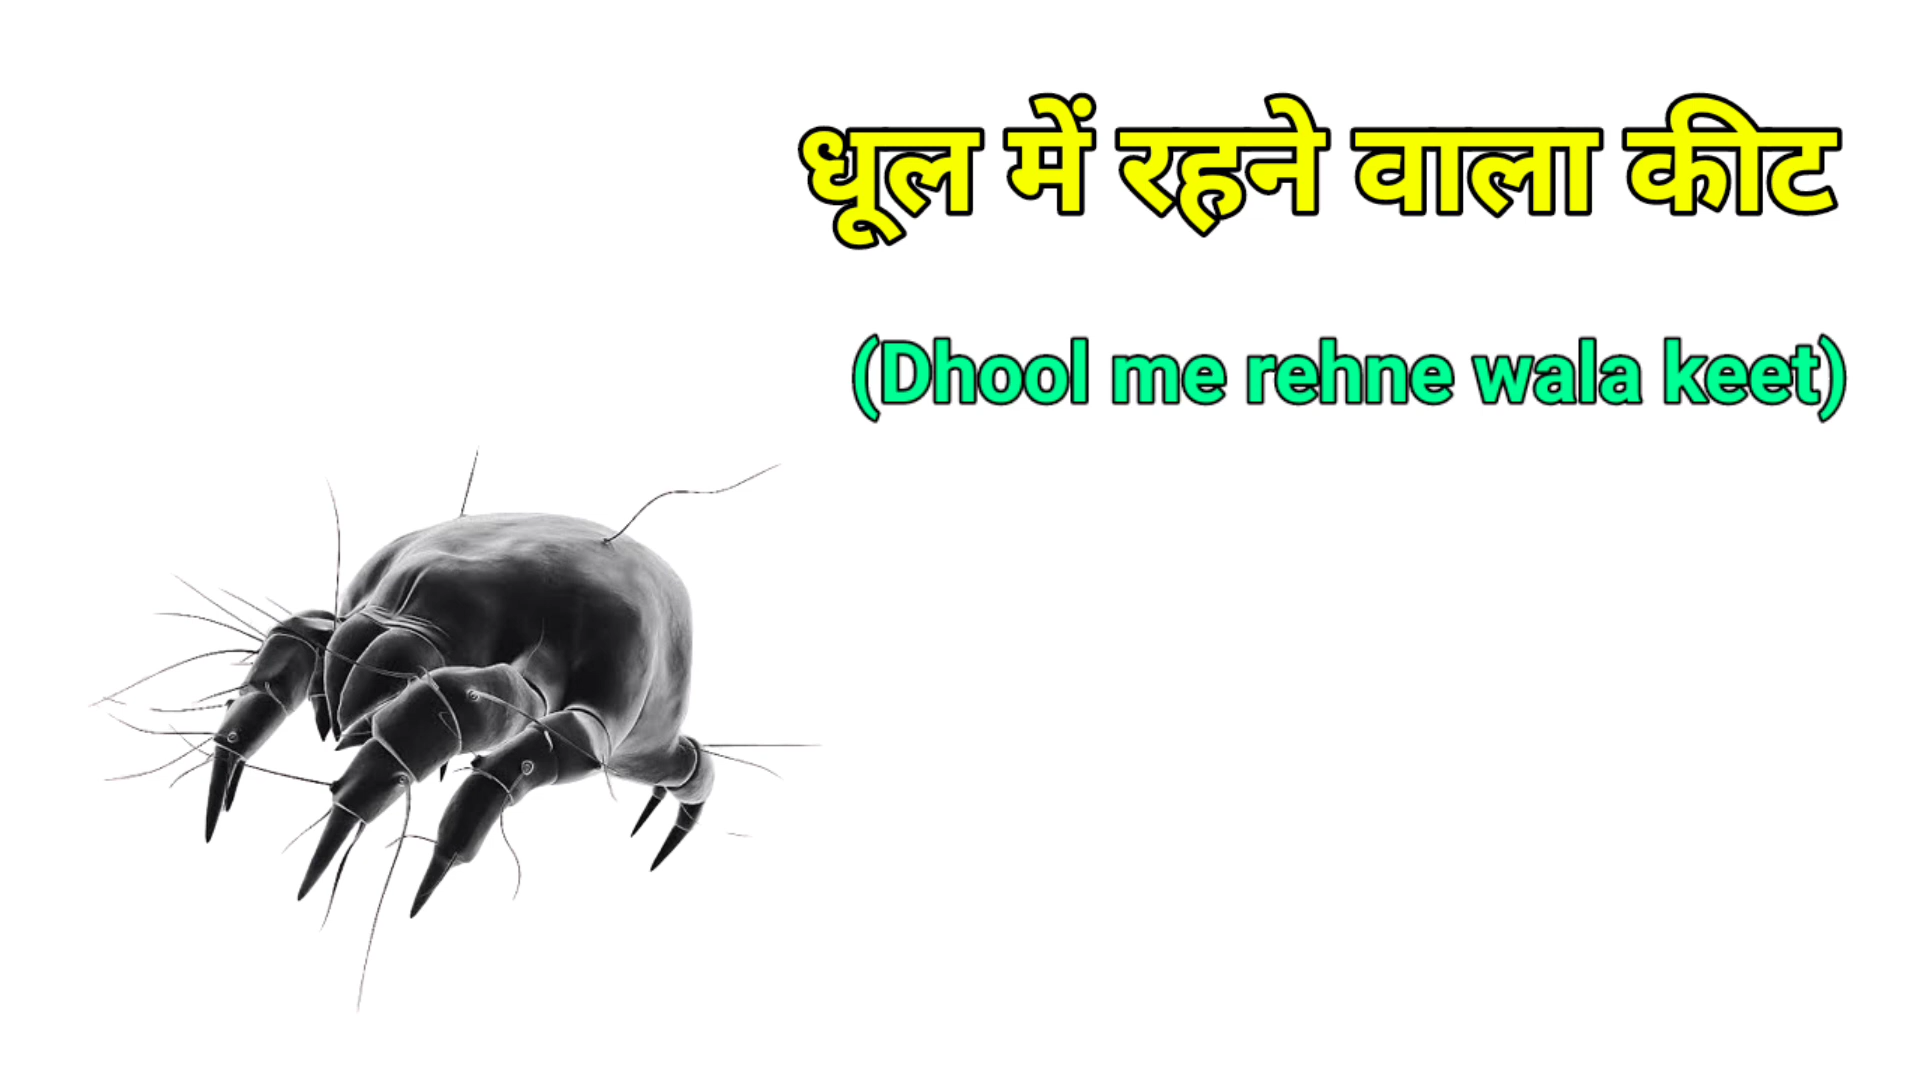 धूल में रहने वाला कीट
(Dhool me rehne wala keet)